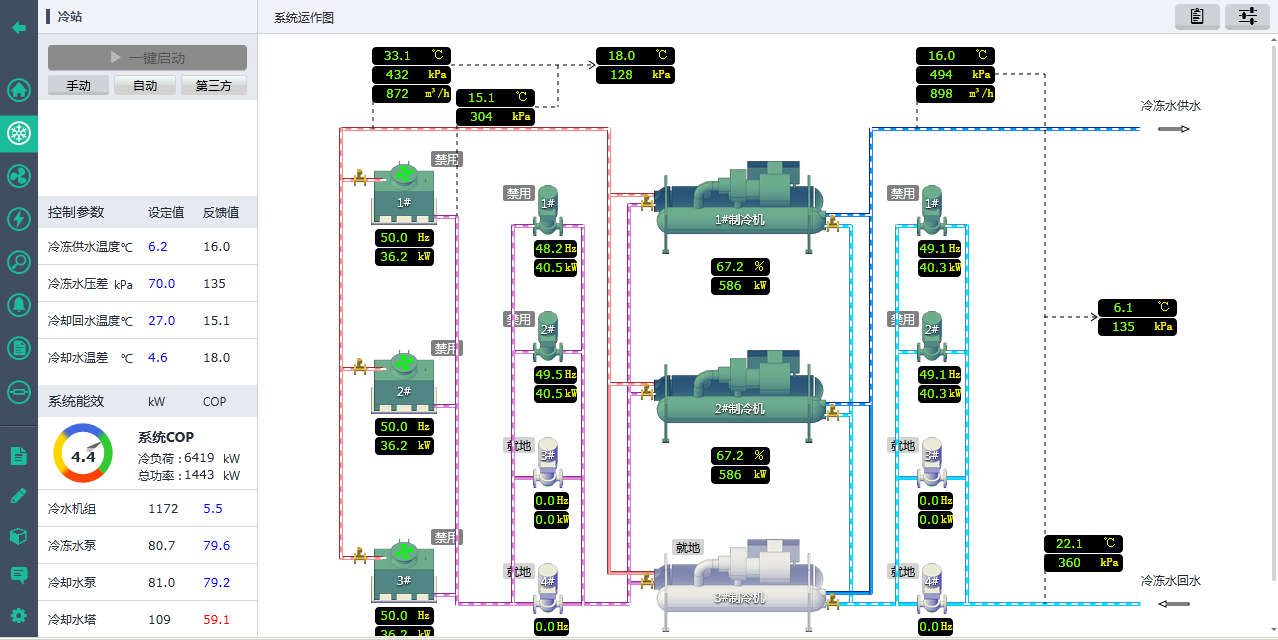 冷站
系统运作图
一键启动
手动 自动 第三方
控制参数 设定值 反馈值
冷冻供水温度℃ 6.2 16.0
冷冻水压差 kPa 70.0 135
冷却回水温度℃ 27.0 15.1
冷却水温差 ℃ 4.6 18.0
系统能效 kW COP
4.4
系统COP
冷负荷 : 6419 kW
总功率 : 1443 kW
冷水机组 1172 5.5
冷冻水泵 80.7 79.6
冷却水泵 81.0 79.2
冷却水塔 109 59.1
33.1 ℃
432 kPa
872 m³/h
15.1 ℃
304 kPa
18.0 ℃
128 kPa
16.0 ℃
494 kPa
898 m³/h
冷冻水供水
禁用
1#
50.0 Hz
36.2 kW
禁用
2#
50.0 Hz
36.2 kW
禁用
3#
50.0 Hz
36.2 kW
禁用
1#
48.2 Hz
40.5 kW
禁用
2#
49.5 Hz
40.5 kW
就地
3#
0.0 Hz
0.0 kW
就地
4#
0.0 Hz
1#制冷机
67.2 %
586 kW
2#制冷机
67.2 %
586 kW
就地
3#制冷机
禁用
1#
49.1 Hz
40.3 kW
禁用
2#
49.1 Hz
40.3 kW
就地
3#
0.0 Hz
0.0 kW
就地
4#
0.0 Hz
6.1 ℃
135 kPa
22.1 ℃
360 kPa
冷冻水回水